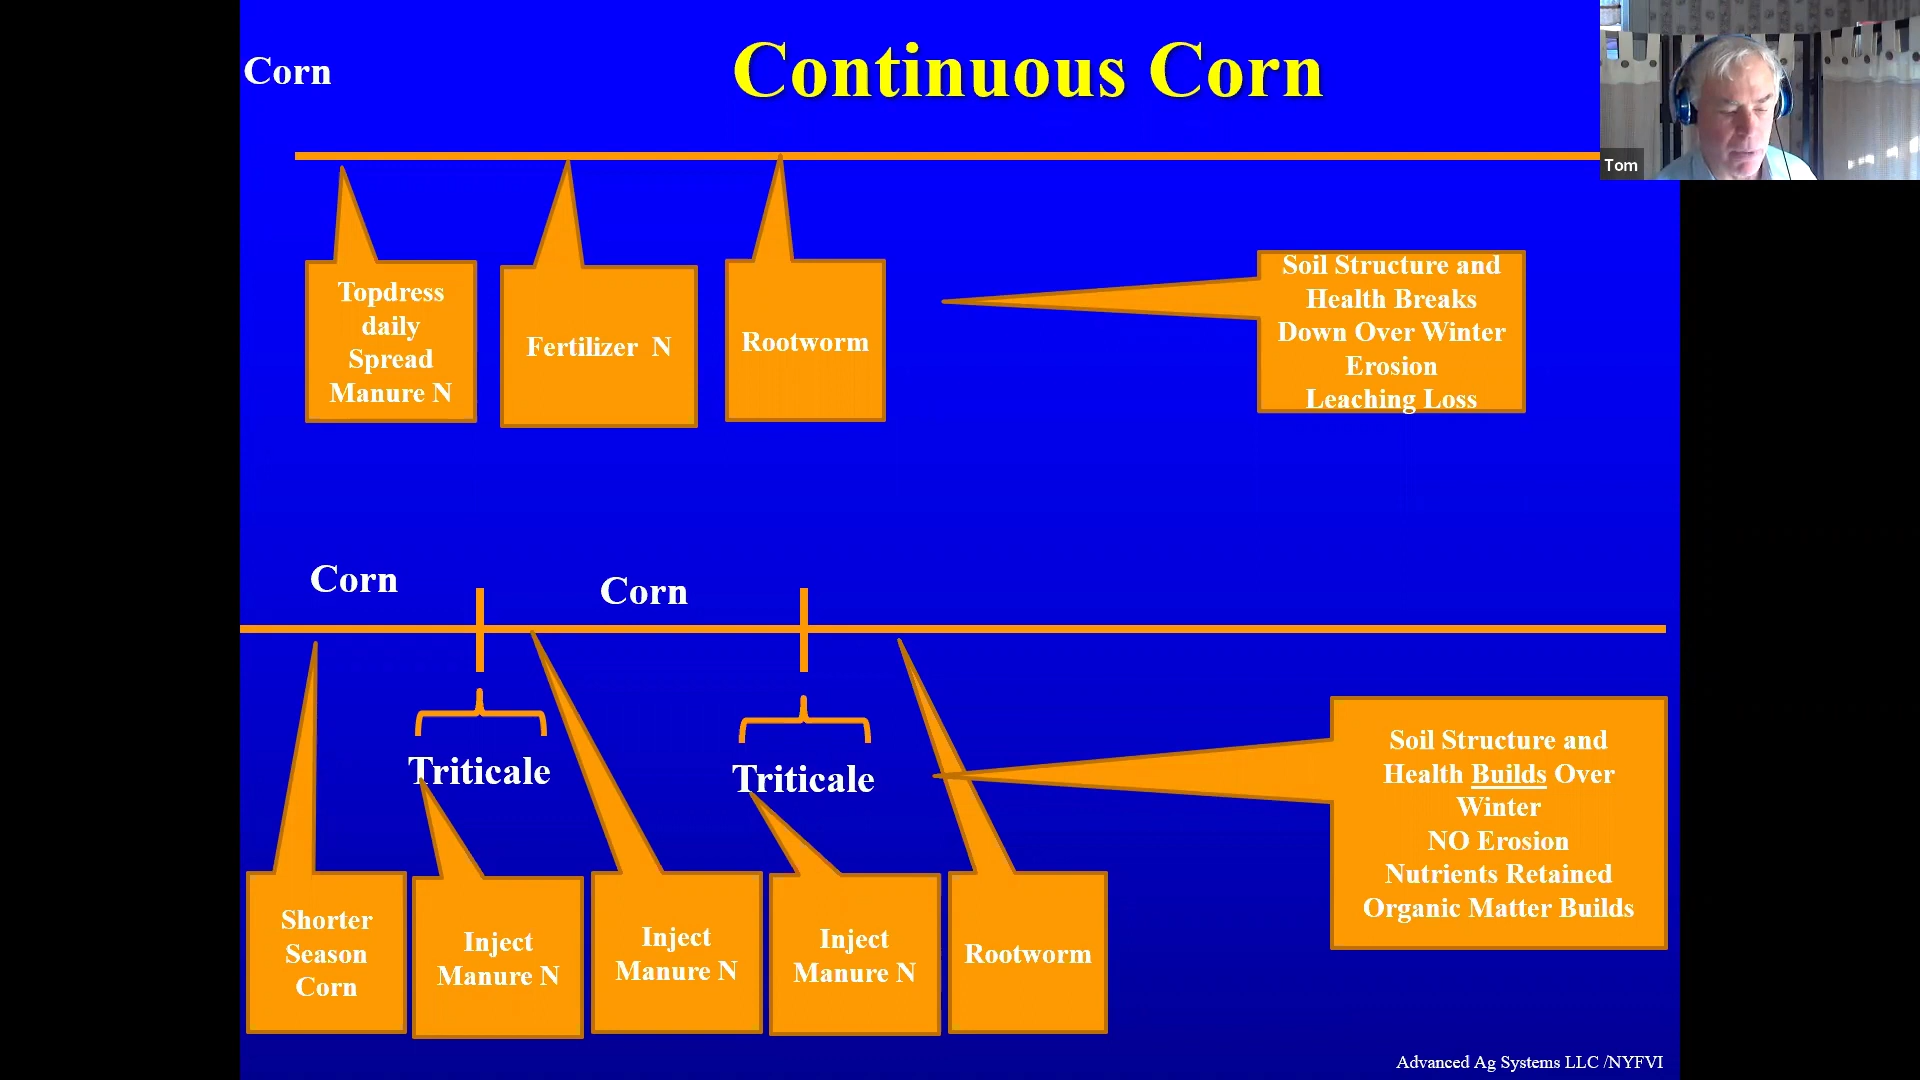 Corn
Continuous Corn
Tom
Topdress
daily
Spread
Manure N
Fertilizer N
Rootworm
Soil Structure and
Health Breaks
Down Over Winter
Erosion
Leaching Loss
Corn
Corn
Triticale
Triticale
Shorter
Season
Corn
Inject
Manure N
Inject
Manure N
Inject
Manure N
Rootworm
Soil Structure and
Health Builds Over
Winter
NO Erosion
Nutrients Retained
Organic Matter Builds
Advanced Ag Systems LLC /NYFVI